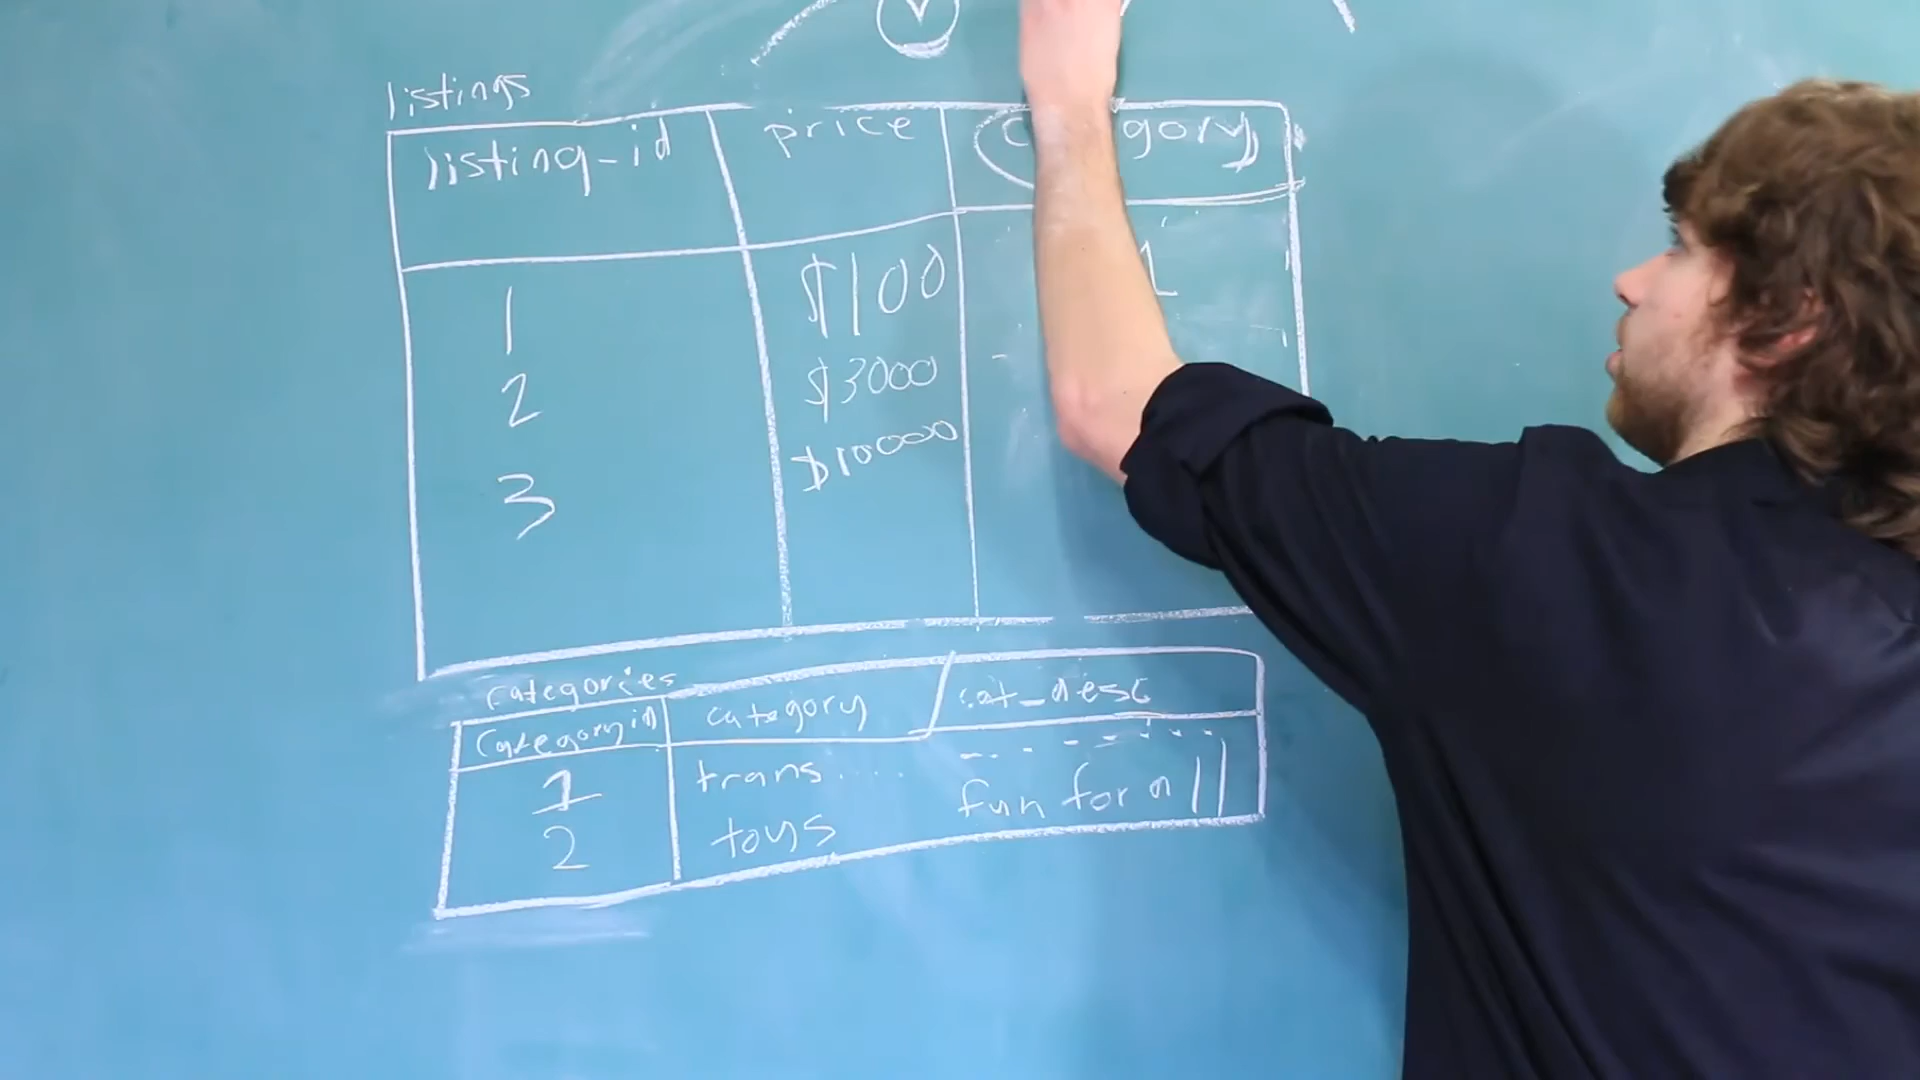 listings
listing-id price
1 $100 1
2 $3000
3 $10000
categories
categoryid category cat_desc
1 trans....
2 toys fun for all